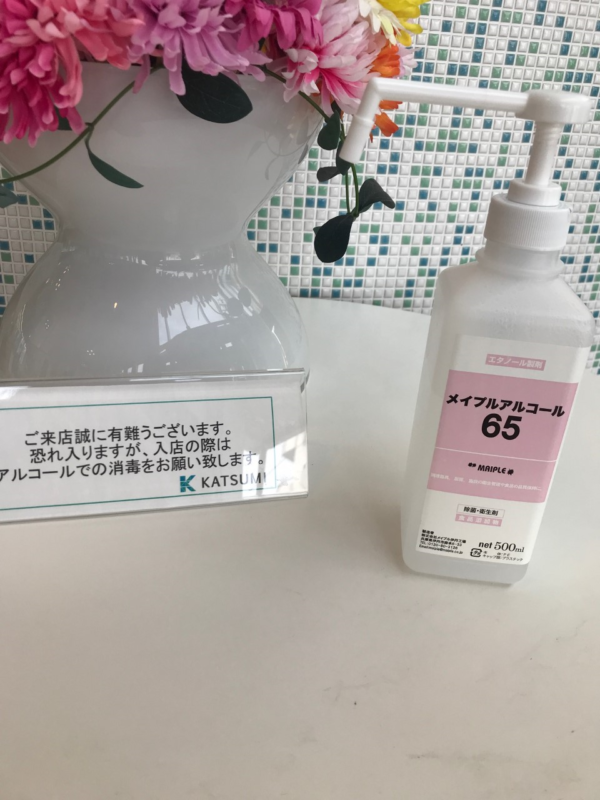 ご来店誠に有難うございます。
恐れ入りますが、入店の際は
アルコールでの消毒をお願い致します。
KATSUMI
エタノール製剤
メイプルアルコール
65
MAIPLE
除菌・衛生剤
net 500ml